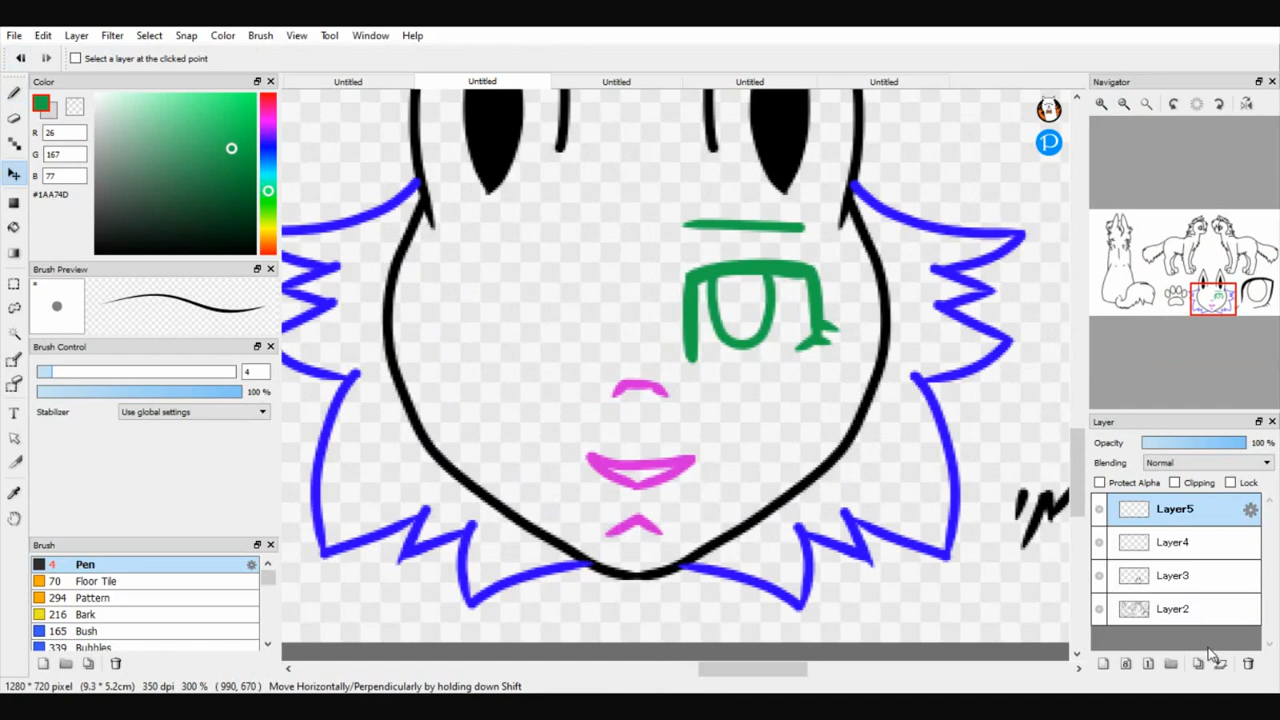 File Edit Layer Filter Select Snap Color Brush View Tool Window Help
Select a layer at the clicked point
Color
Untitled Untitled Untitled Untitled Untitled
Navigator
R 26
G 167
B 77
#1AA74D
Brush Preview
*
Brush Control
4
100 %
Stabilizer Use global settings
Brush
4 Pen
70 Floor Tile
294 Pattern
216 Bark
165 Bush
339 Bubbles
P
Layer
Opacity 100 %
Blending Normal
Protect Alpha Clipping Lock
Layer5
Layer4
Layer3
Layer2
1280 * 720 pixel (9.3 * 5.2cm) 350 dpi 300 % ( 990, 670 ) Move Horizontally/Perpendicularly by holding down Shift